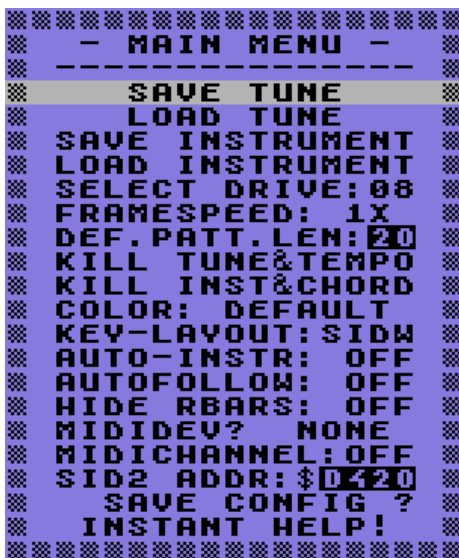 - MAIN MENU -
----------------
SAVE TUNE
LOAD TUNE
SAVE INSTRUMENT
LOAD INSTRUMENT
SELECT DRIVE:08
FRAMESPEED: 1X
DEF.PATT.LEN:20
KILL TUNE&TEMPO
KILL INST&CHORD
COLOR: DEFAULT
KEY-LAYOUT:SIDW
AUTO-INSTR: OFF
AUTOFOLLOW: OFF
HIDE RBARS: OFF
MIDIDEV? NONE
MIDICHANNEL:OFF
SID2 ADDR:$D420
SAVE CONFIG ?
INSTANT HELP!